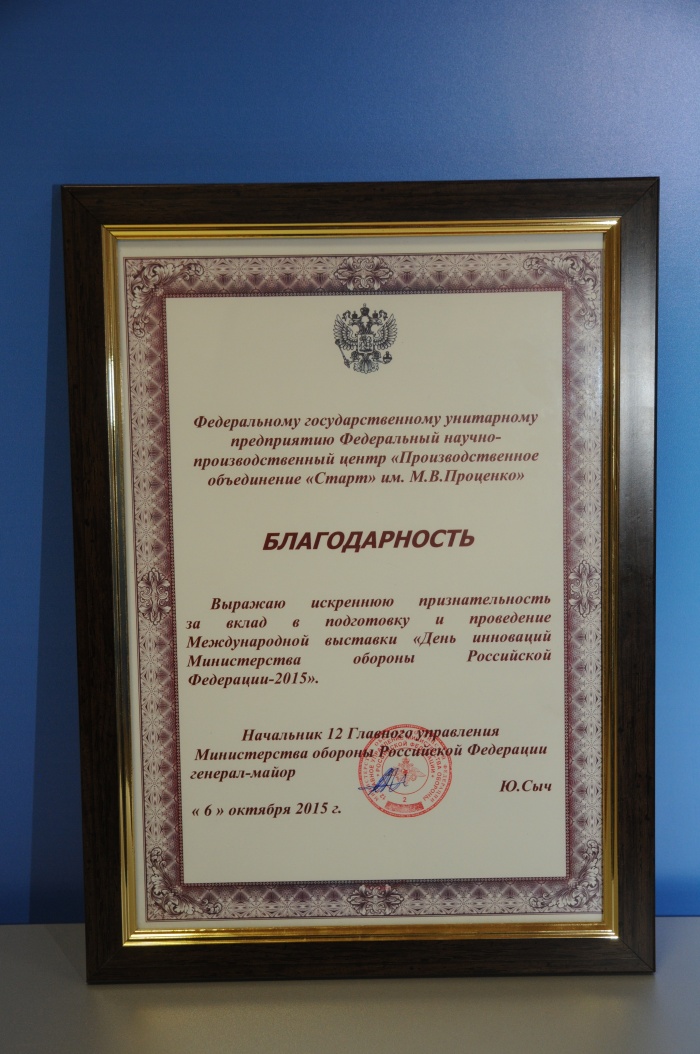 Федеральному государственному унитарному
предприятию Федеральный научно-
производственный центр «Производственное
объединение «Старт» им. М.В.Проценко»
БЛАГОДАРНОСТЬ
Выражаю искреннюю признательность
за вклад в подготовку и проведение
Международной выставки «День инноваций
Министерства обороны Российской
Федерации-2015».
Начальник 12 Главного управления
Министерства обороны Российской Федерации
генерал-майор
Ю.Сыч
« 6 » октября 2015 г.